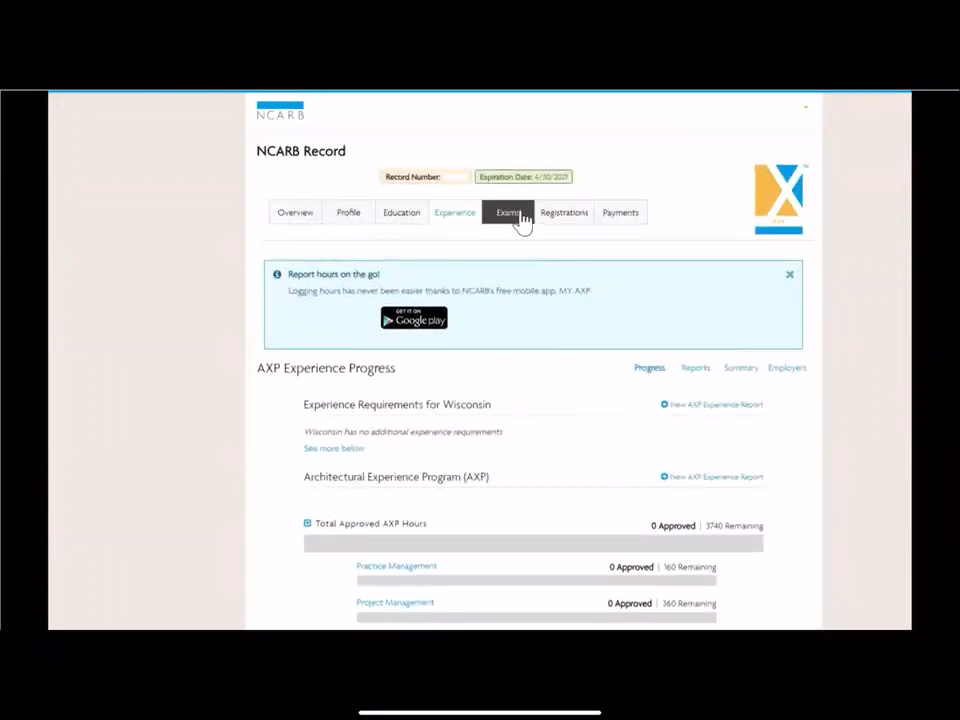 NCARB
NCARB Record
Record Number:
Expiration Date: 4/30/2021
Overview Profile Education Experience Exams Registrations Payments
AXP
Report hours on the go!
Logging hours has never been easier thanks to NCARB's free mobile app, MY AXP.
GET IT ON
Google play
AXP Experience Progress
Progress Reports Summary Employers
Experience Requirements for Wisconsin
New AXP Experience Report
Wisconsin has no additional experience requirements
See more below
Architectural Experience Program (AXP)
New AXP Experience Report
Total Approved AXP Hours
0 Approved | 3740 Remaining
Practice Management
0 Approved | 160 Remaining
Project Management
0 Approved | 360 Remaining